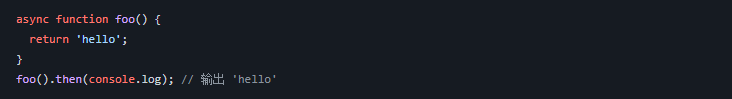 async function foo() {
  return 'hello';
}
foo().then(console.log); // 输出 'hello'